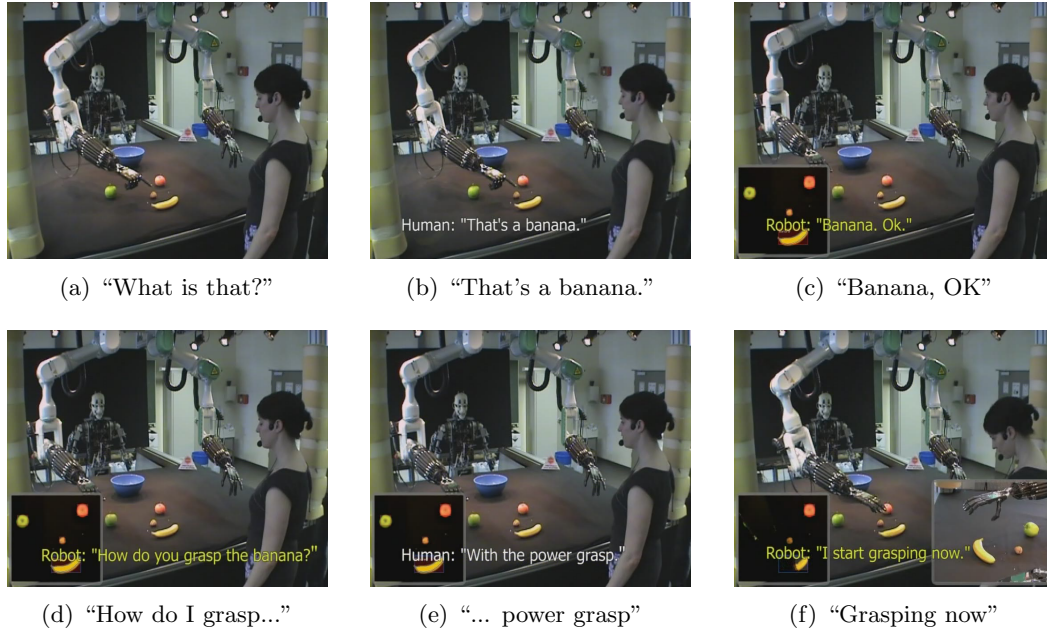 Human: "That's a banana."
Robot: "Banana. Ok."
(a) “What is that?”
(b) “That’s a banana.”
(c) “Banana, OK”
Robot: "How do you grasp the banana?"
Human: "With the power grasp."
Robot: "I start grasping now."
(d) “How do I grasp...”
(e) “... power grasp”
(f) “Grasping now”